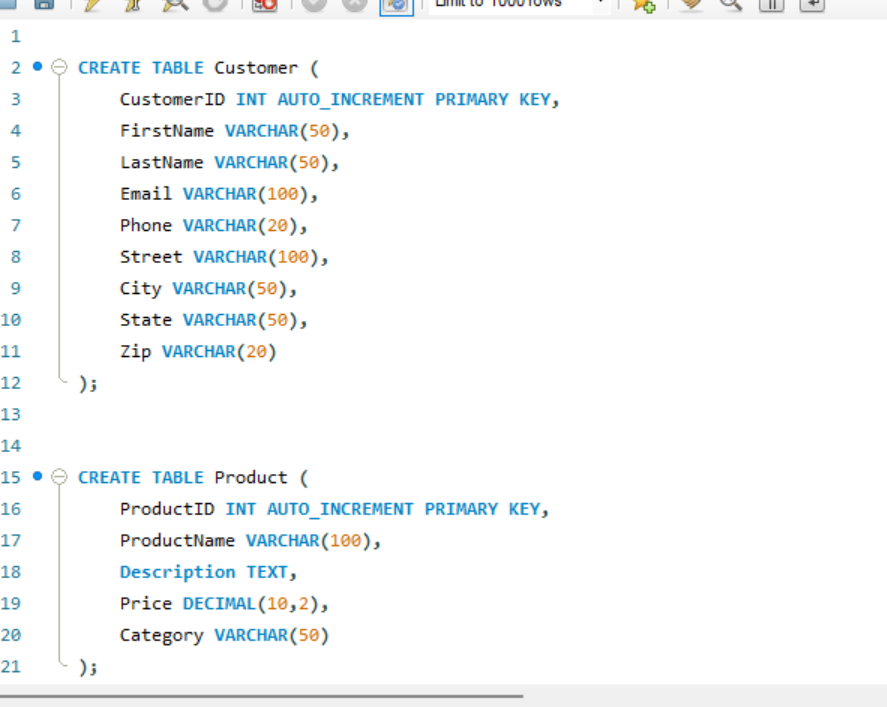 Limit to 1000 rows
1
2 CREATE TABLE Customer (
3 CustomerID INT AUTO_INCREMENT PRIMARY KEY,
4 FirstName VARCHAR(50),
5 LastName VARCHAR(50),
6 Email VARCHAR(100),
7 Phone VARCHAR(20),
8 Street VARCHAR(100),
9 City VARCHAR(50),
10 State VARCHAR(50),
11 Zip VARCHAR(20)
12 );
13
14
15 CREATE TABLE Product (
16 ProductID INT AUTO_INCREMENT PRIMARY KEY,
17 ProductName VARCHAR(100),
18 Description TEXT,
19 Price DECIMAL(10,2),
20 Category VARCHAR(50)
21 );